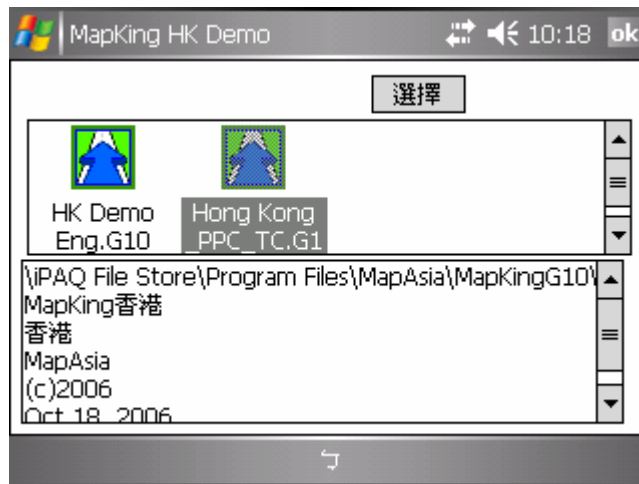 MapKing HK Demo 10:18 ok
選擇
HK Demo Eng.G10
Hong Kong _PPC_TC.G1
\iPAQ File Store\Program Files\MapAsia\MapKingG10\
MapKing香港
香港
MapAsia
(c)2006
Oct 18, 2006